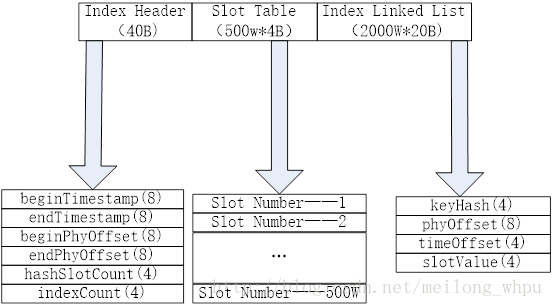 Index Header
(40B)
Slot Table
(500w*4B)
Index Linked List
(2000W*20B)
beginTimestamp(8)
endTimestamp(8)
beginPhyOffset(8)
endPhyOffset(8)
hashSlotCount(4)
indexCount(4)
Slot Number——1
Slot Number——2
...
Slot Number——500W
keyHash(4)
phyOffset(8)
timeOffset(4)
slotValue(4)
http://blog.csdn.net/meilong_whpu